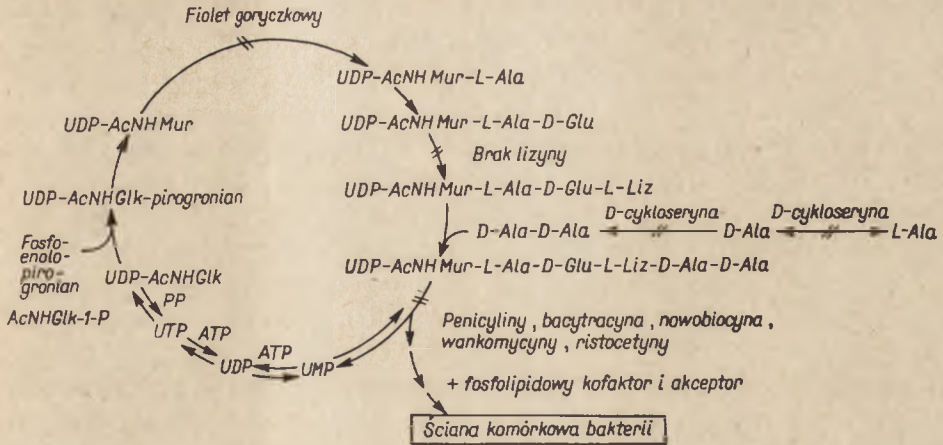 Fiolet goryczkowy
UDP-AcNH Mur-L-Ala
UDP-AcNH Mur
UDP-AcNH Mur-L-Ala-D-Glu
Brak lizyny
UDP-AcNHGlk-pirogronian
UDP-AcNH Mur-L-Ala-D-Glu-L-Liz
D-cykloseryna
D-cykloseryna
D-Ala-D-Ala
D-Ala
L-Ala
Fosfo-
enolo-
piro-
gronian
UDP-AcNHGlk
UDP-AcNH Mur-L-Ala-D-Glu-L-Liz-D-Ala-D-Ala
PP
AcNHGlk-1-P
UTP
ATP
UDP
ATP
UMP
Penicyliny, bacytracyna, nowobiocyna,
wankomycyny, ristocetyny
+ fosfolipidowy kofaktor i akceptor
Ściana komórkowa bakterii